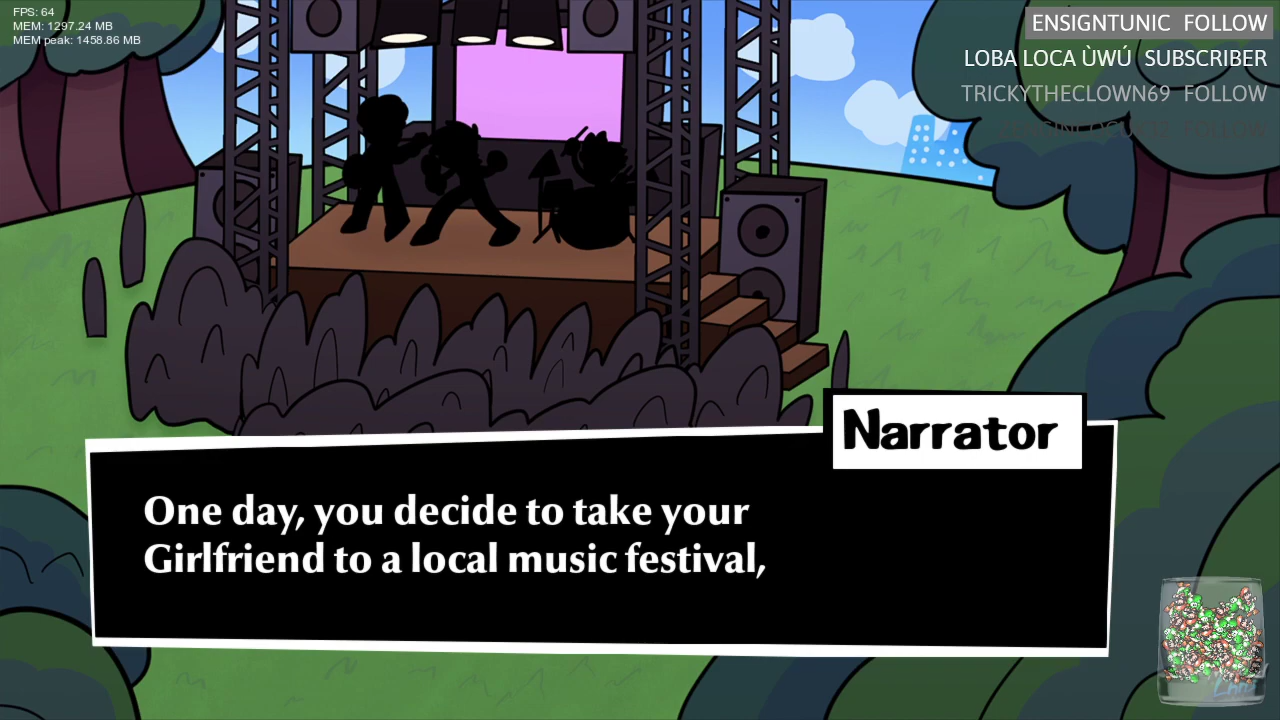 FPS: 64
MEM: 1297.24 MB
MEM peak: 1458.86 MB
ENSIGNTUNIC FOLLOW
LOBA LOCA ÙWÚ SUBSCRIBER
TRICKYTHECLOWN69 FOLLOW
FOLLOW
Narrator
One day, you decide to take your
Girlfriend to a local music festival,